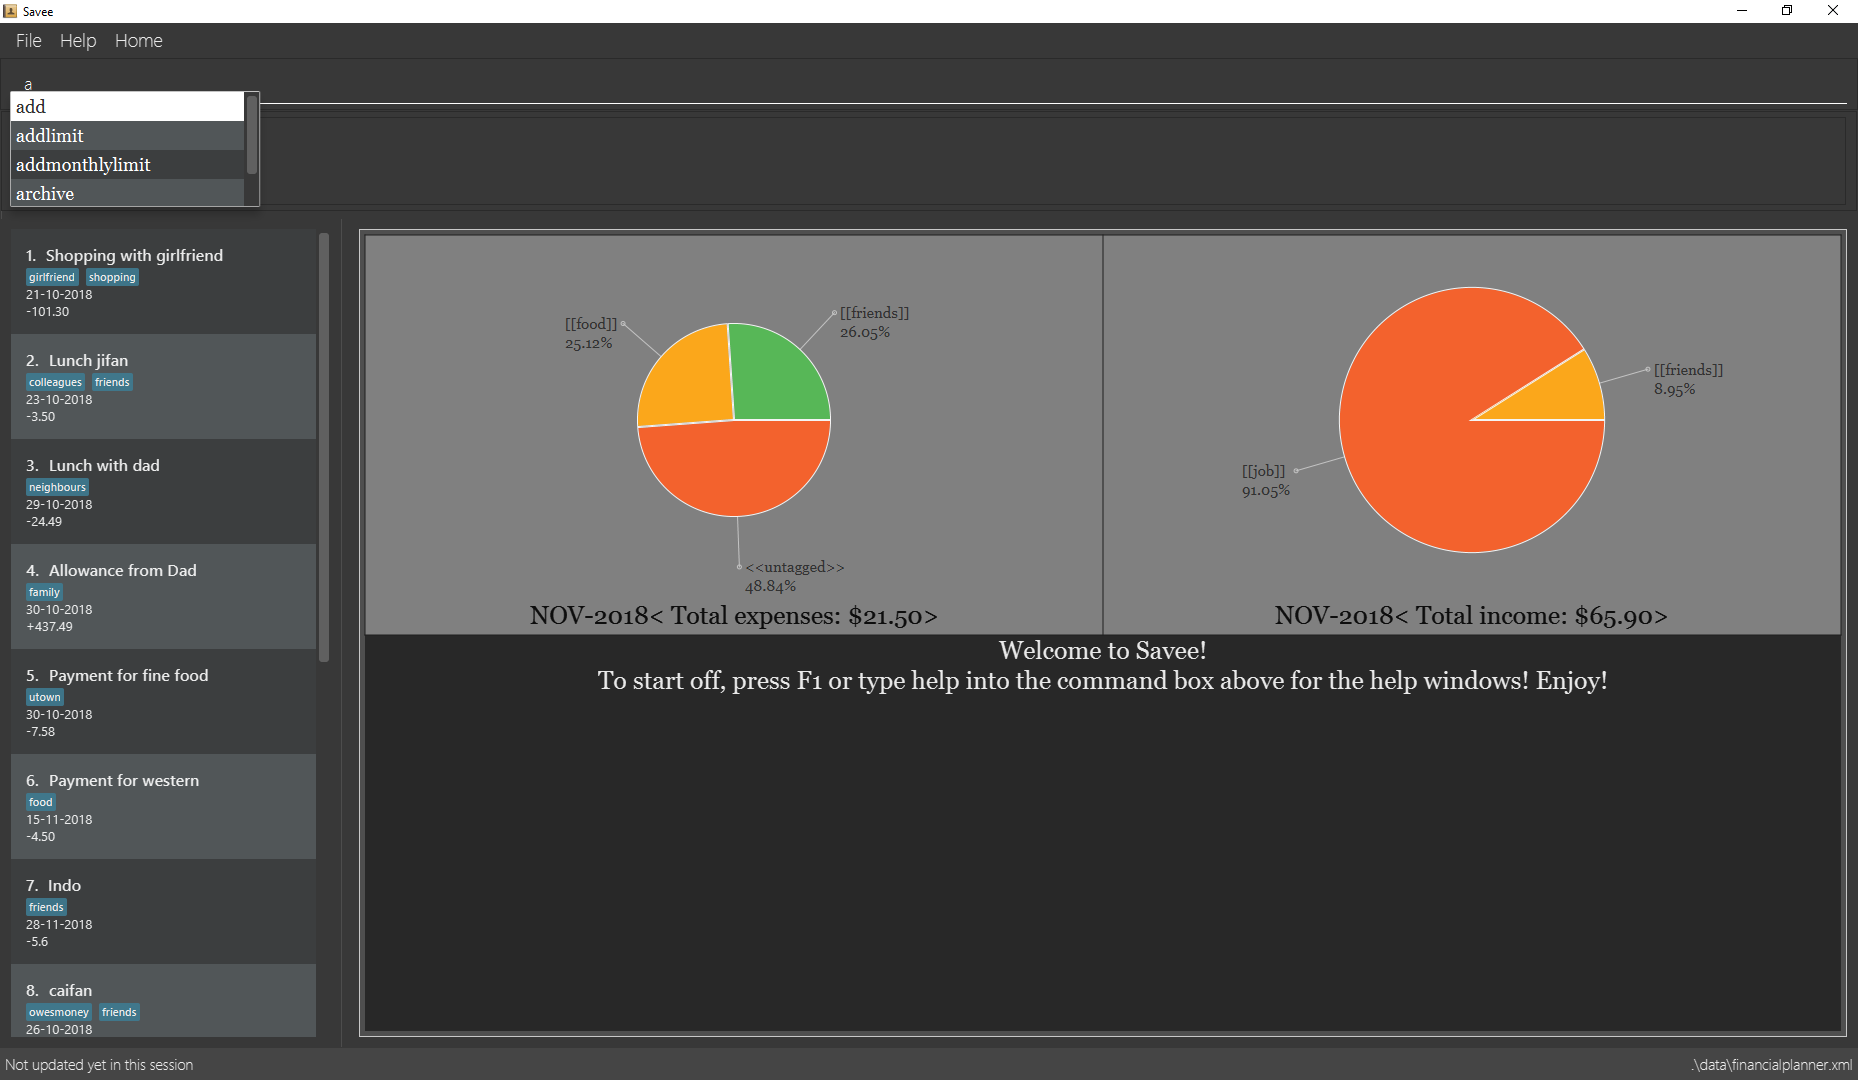 Savee
File Help Home
a
add
addlimit
addmonthlylimit
archive
1. Shopping with girlfriend
girlfriend shopping
21-10-2018
-101.30
2. Lunch jifan
colleagues friends
23-10-2018
-3.50
3. Lunch with dad
neighbours
29-10-2018
-24.49
4. Allowance from Dad
family
30-10-2018
+437.49
5. Payment for fine food
utown
30-10-2018
-7.58
6. Payment for western
food
15-11-2018
-4.50
7. Indo
friends
28-11-2018
-5.6
8. caifan
owesmoney friends
26-10-2018
[[food]]
25.12%
[[friends]]
26.05%
<<untagged>>
48.84%
NOV-2018< Total expenses: $21.50>
[[friends]]
8.95%
[[job]]
91.05%
NOV-2018< Total income: $65.90>
Welcome to Savee!
To start off, press F1 or type help into the command box above for the help windows! Enjoy!
Not updated yet in this session
.\data\financialplanner.xml